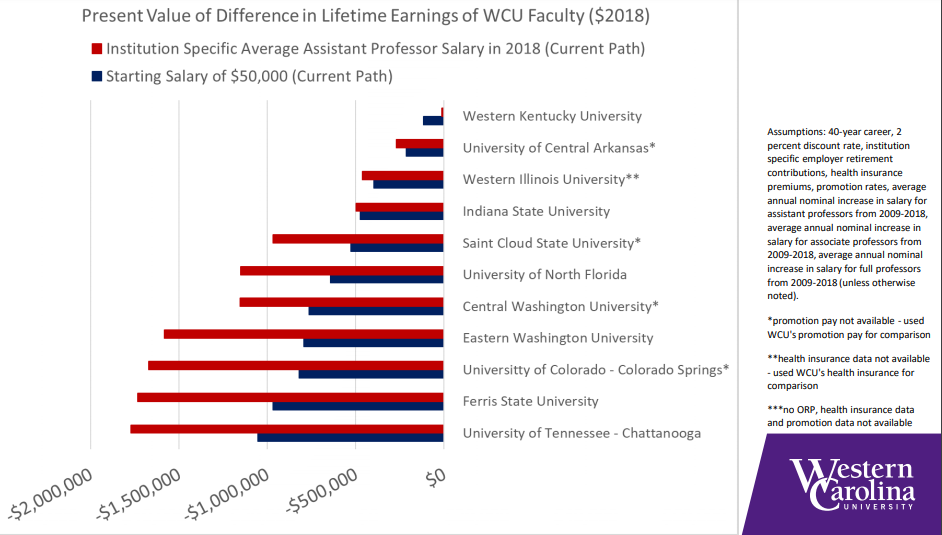 Present Value of Difference in Lifetime Earnings of WCU Faculty ($2018)
Institution Specific Average Assistant Professor Salary in 2018 (Current Path)
Starting Salary of $50,000 (Current Path)
Western Kentucky University
University of Central Arkansas*
Western Illinois University**
Indiana State University
Saint Cloud State University*
University of North Florida
Central Washington University*
Eastern Washington University
Universitty of Colorado - Colorado Springs*
Ferris State University
University of Tennessee - Chattanooga
-$2,000,000
-$1,500,000
-$1,000,000
-$500,000
$0
Assumptions: 40-year career, 2
percent discount rate, institution
specific employer retirement
contributions, health insurance
premiums, promotion rates, average
annual nominal increase in salary for
assistant professors from 2009-2018,
average annual nominal increase in
salary for associate professors from
2009-2018, average annual nominal
increase in salary for full professors
from 2009-2018 (unless otherwise
noted).
*promotion pay not available - used
WCU's promotion pay for comparison
**health insurance data not available
- used WCU's health insurance for
comparison
***no ORP, health insurance data
and promotion data not available
Western
Carolina
UNIVERSITY